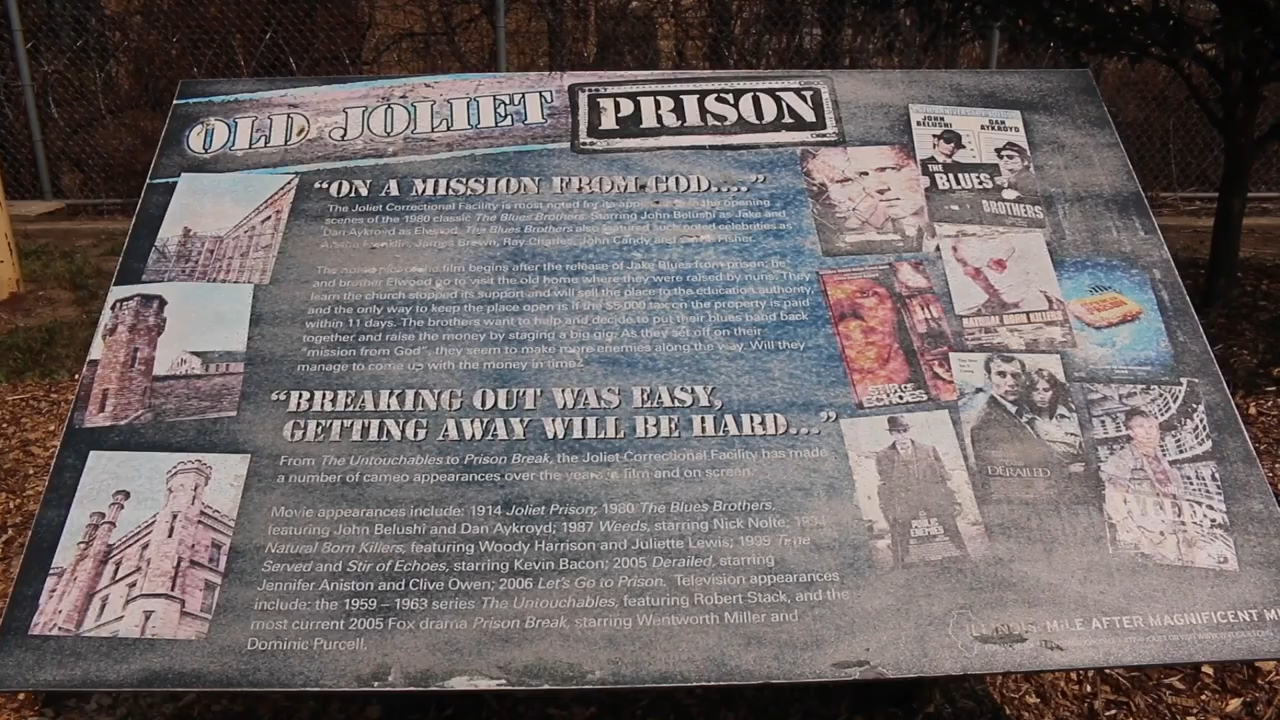 OLD JOLIET PRISON
"ON A MISSION FROM GOD...."
The Joliet Correctional Facility is most noted for its in the opening
scenes of the 1980 classic The Blues Brothers. Starring John Belushi as Jake and
Dan Aykroyd as Elwood, The Blues Brothers also featured such noted celebrities as
Franklin, James Brown, Ray Charles, John Candy and Fisher.
The film begins after the release of Jake Blues from prison; he
and brother Elwood go to visit the old home where they were raised by nuns. They
learn the church stopped its support and will sell the place to the education authority,
and the only way to keep the place open is if the $5,000 tax on the property is paid
within 11 days. The brothers want to help and decide to put their blues band back
together and raise the money by staging a big gig. As they set off on their
"mission from God", they seem to make more enemies along the way. Will they
manage to come up with the money in time?
"BREAKING OUT WAS EASY,
GETTING AWAY WILL BE HARD..."
From The Untouchables to Prison Break, the Joliet Correctional Facility has made
a number of cameo appearances over the years in film and on screen.
Movie appearances include: 1914 Joliet Prison; 1980 The Blues Brothers,
featuring John Belushi and Dan Aykroyd; 1987 Weeds, starring Nick Nolte; 1994
Natural Born Killers, featuring Woody Harrison and Juliette Lewis; 1999 Time
Served and Stir of Echoes, starring Kevin Bacon; 2005 Derailed, starring
Jennifer Aniston and Clive Owen; 2006 Let's Go to Prison. Television appearances
include: the 1959 – 1963 series The Untouchables, featuring Robert Stack, and the
most current 2005 Fox drama Prison Break, starring Wentworth Miller and
Dominic Purcell.
JOHN BELUSHI
DAN AYKROYD
THE BLUES BROTHERS
NATURAL BORN KILLERS
STIR OF ECHOES
DERAILED
PUBLIC ENEMIES
WEEDS
ILLINOIS. MILE AFTER MAGNIFICENT M